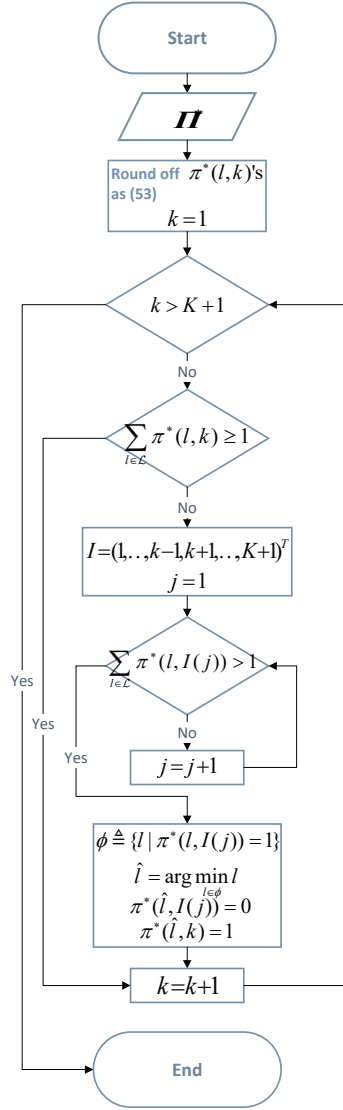 Start
Π*
Round off π*(l,k)'s
as (53)
k=1
k>K+1
No
∑_{l∈ℒ} π*(l,k)≥1
No
I=(1,..,k-1,k+1,..,K+1)^T
j=1
∑_{l∈ℒ} π*(l,I(j))>1
Yes
Yes
No
Yes
j=j+1
ϕ≜{l|π*(l,I(j))=1}
l̂=arg min_{l∈ϕ} l
π*(l̂,I(j))=0
π*(l̂,k)=1
k=k+1
End